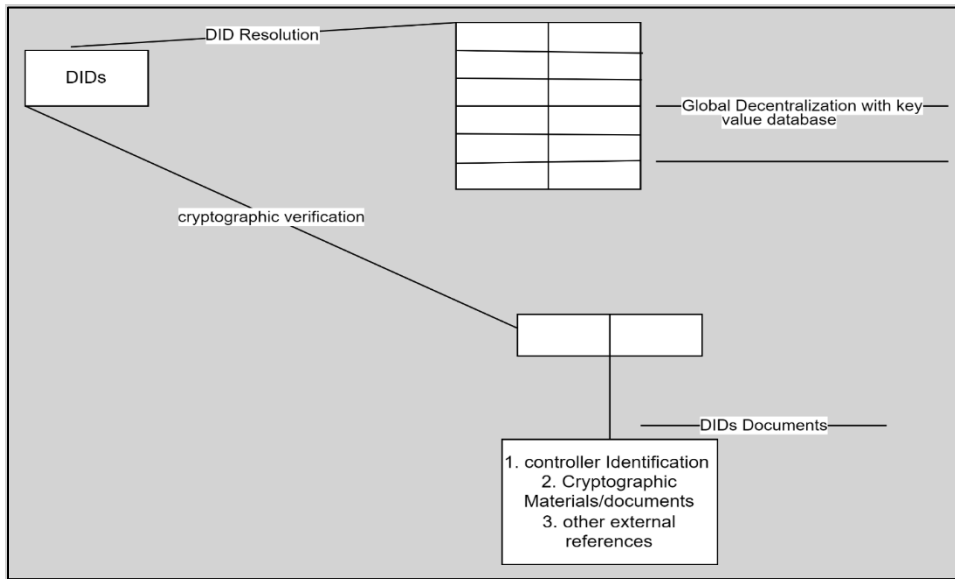 DID Resolution
DIDs
Global Decentralization with key
value database
cryptographic verification
DIDs Documents
1. controller Identification
2. Cryptographic
Materials/documents
3. other external
references